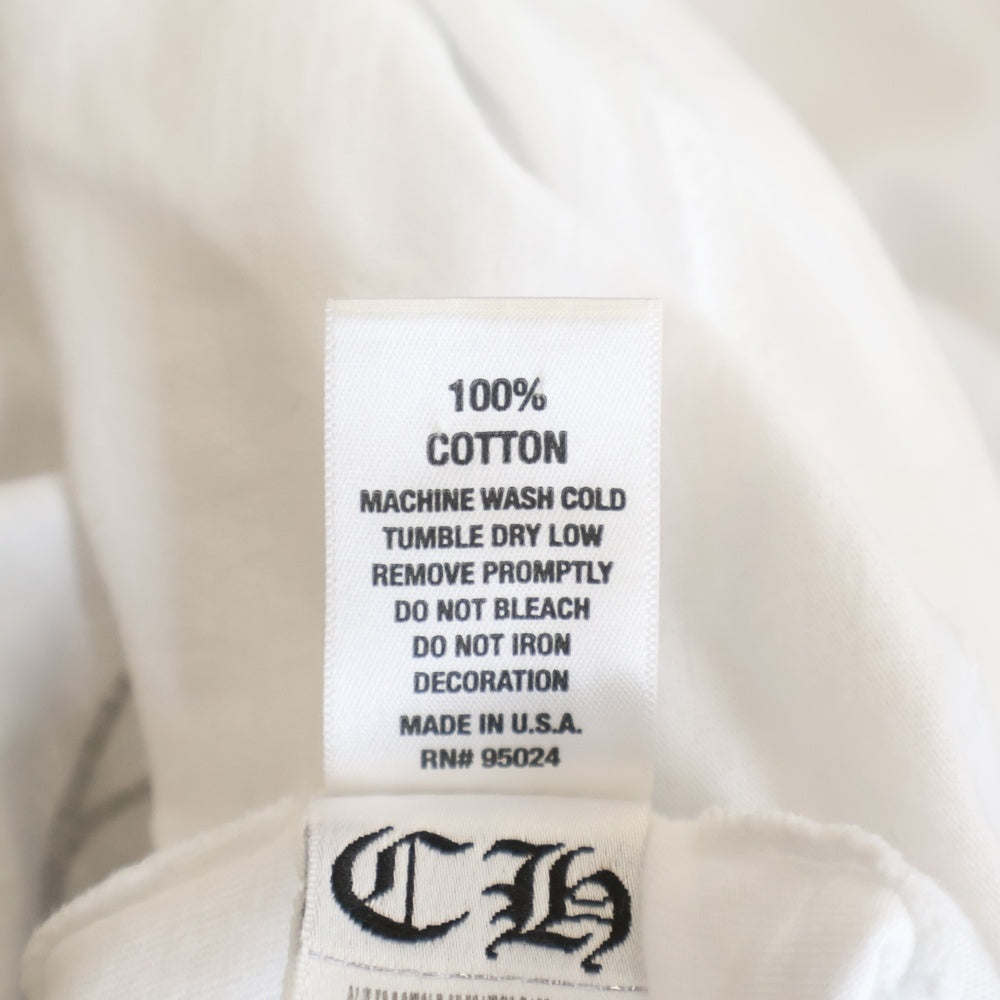 100%
COTTON
MACHINE WASH COLD
TUMBLE DRY LOW
REMOVE PROMPTLY
DO NOT BLEACH
DO NOT IRON
DECORATION
MADE IN U.S.A.
RN# 95024
CH